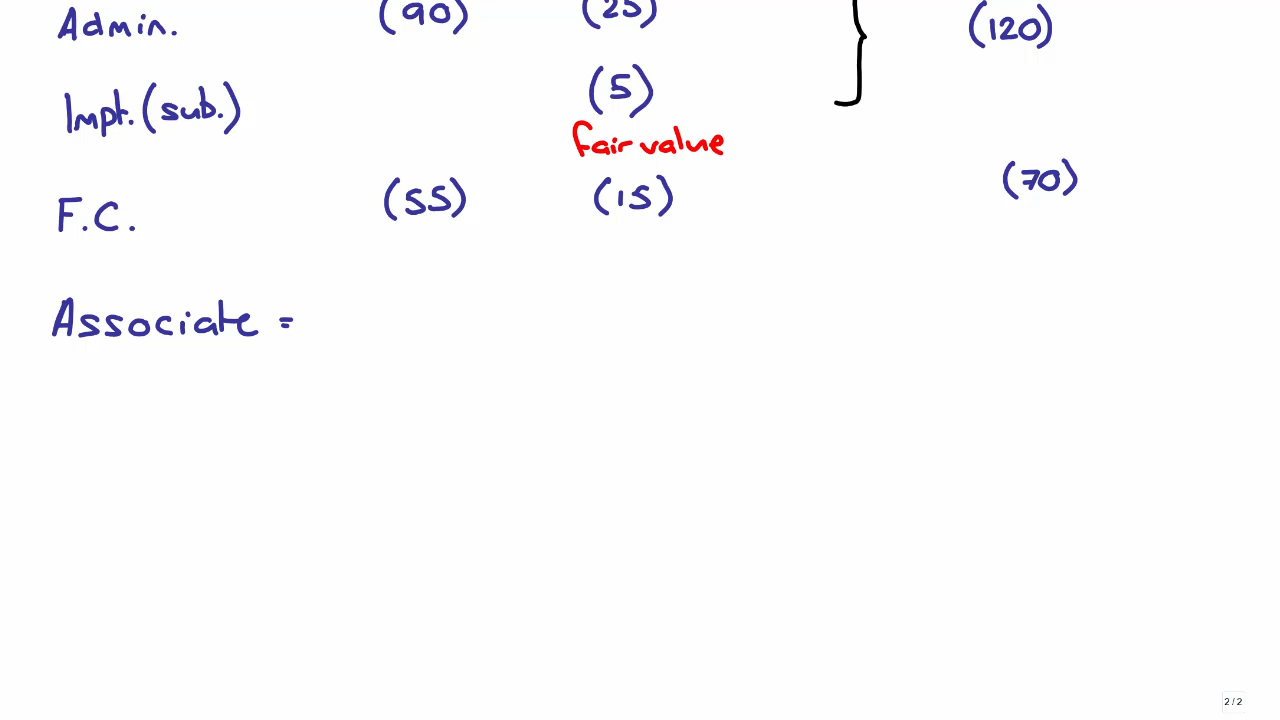 Admin. (90) (25) (120)
Impt. (sub.) (5)
fair value
F.C. (55) (15) (70)
Associate =
2 / 2